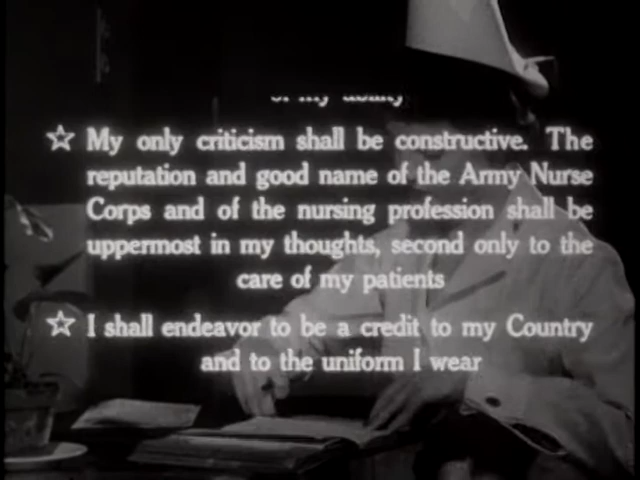 ☆ My only criticism shall be constructive. The
reputation and good name of the Army Nurse
Corps and of the nursing profession shall be
uppermost in my thoughts, second only to the
care of my patients
☆ I shall endeavor to be a credit to my Country
and to the uniform I wear